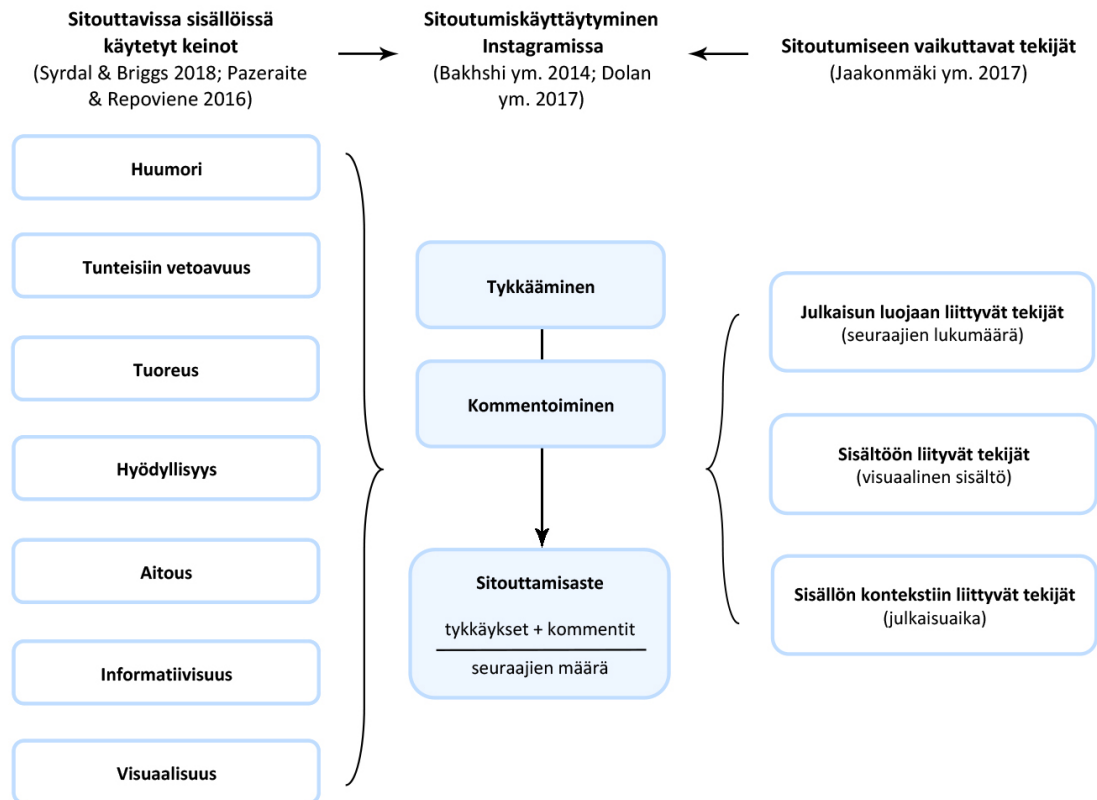 Sitouttavissa sisällöissä
käytetyt keinot
(Syrdal & Briggs 2018; Pazeraite
& Repoviene 2016)
Sitoutumiskäyttäytyminen
Instagramissa
(Bakhshi ym. 2014; Dolan
ym. 2017)
Sitoutumiseen vaikuttavat tekijät
(Jaakonmäki ym. 2017)
Huumori
Tunteisiin vetoavuus
Tuoreus
Hyödyllisyys
Aitous
Informatiivisuus
Visuaalisuus
Tykkääminen
Kommentoiminen
Sitouttamisaste
tykkäykset + kommentit
seuraajien määrä
Julkaisun luojaan liittyvät tekijät
(seuraajien lukumäärä)
Sisältöön liityvät tekijät
(visuaalinen sisältö)
Sisällön kontekstiin liittyvät tekijät
(julkaisuaika)